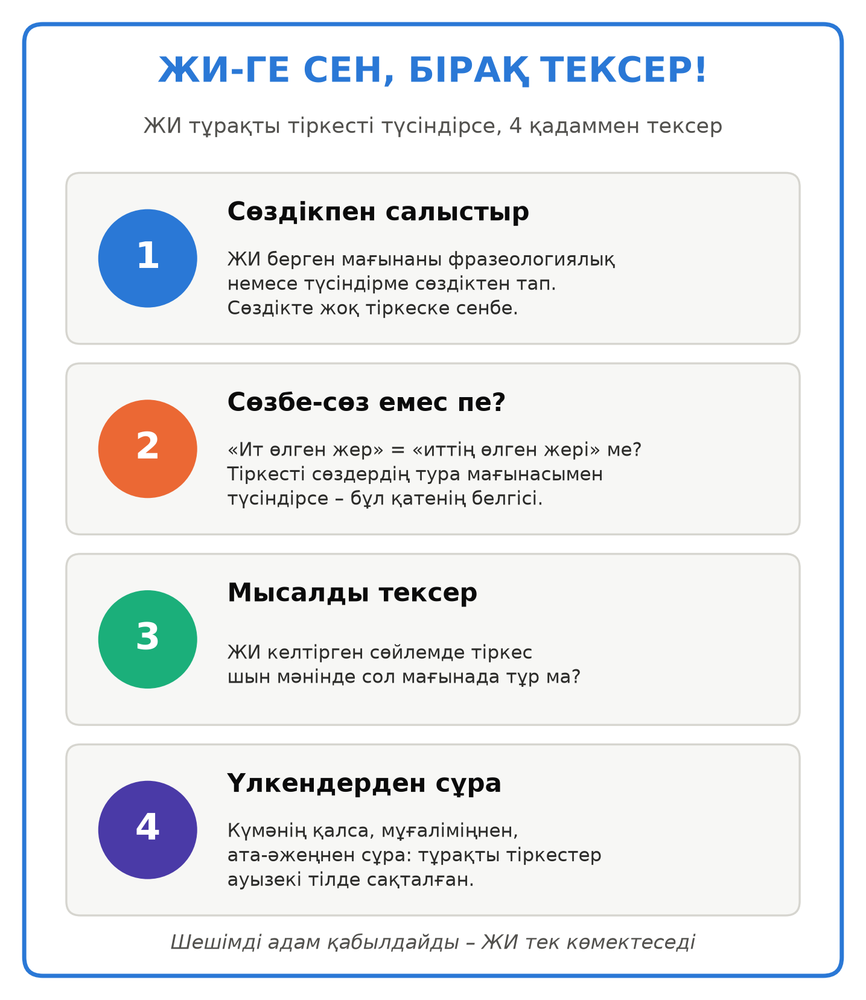 ЖИ-ГЕ СЕН, БІРАҚ ТЕКСЕР!
ЖИ тұрақты тіркесті түсіндірсе, 4 қадаммен тексер
1
Сөздікпен салыстыр
ЖИ берген мағынаны фразеологиялық
немесе түсіндірме сөздіктен тап.
Сөздікте жоқ тіркеске сенбе.
2
Сөзбе-сөз емес пе?
«Ит өлген жер» = «иттің өлген жері» ме?
Тіркесті сөздердің тура мағынасымен
түсіндірсе – бұл қатенің белгісі.
3
Мысалды тексер
ЖИ келтірген сөйлемде тіркес
шын мәнінде сол мағынада тұр ма?
4
Үлкендерден сұра
Күмәнің қалса, мұғаліміңнен,
ата-әжеңнен сұра: тұрақты тіркестер
ауызекі тілде сақталған.
Шешімді адам қабылдайды – ЖИ тек көмектеседі